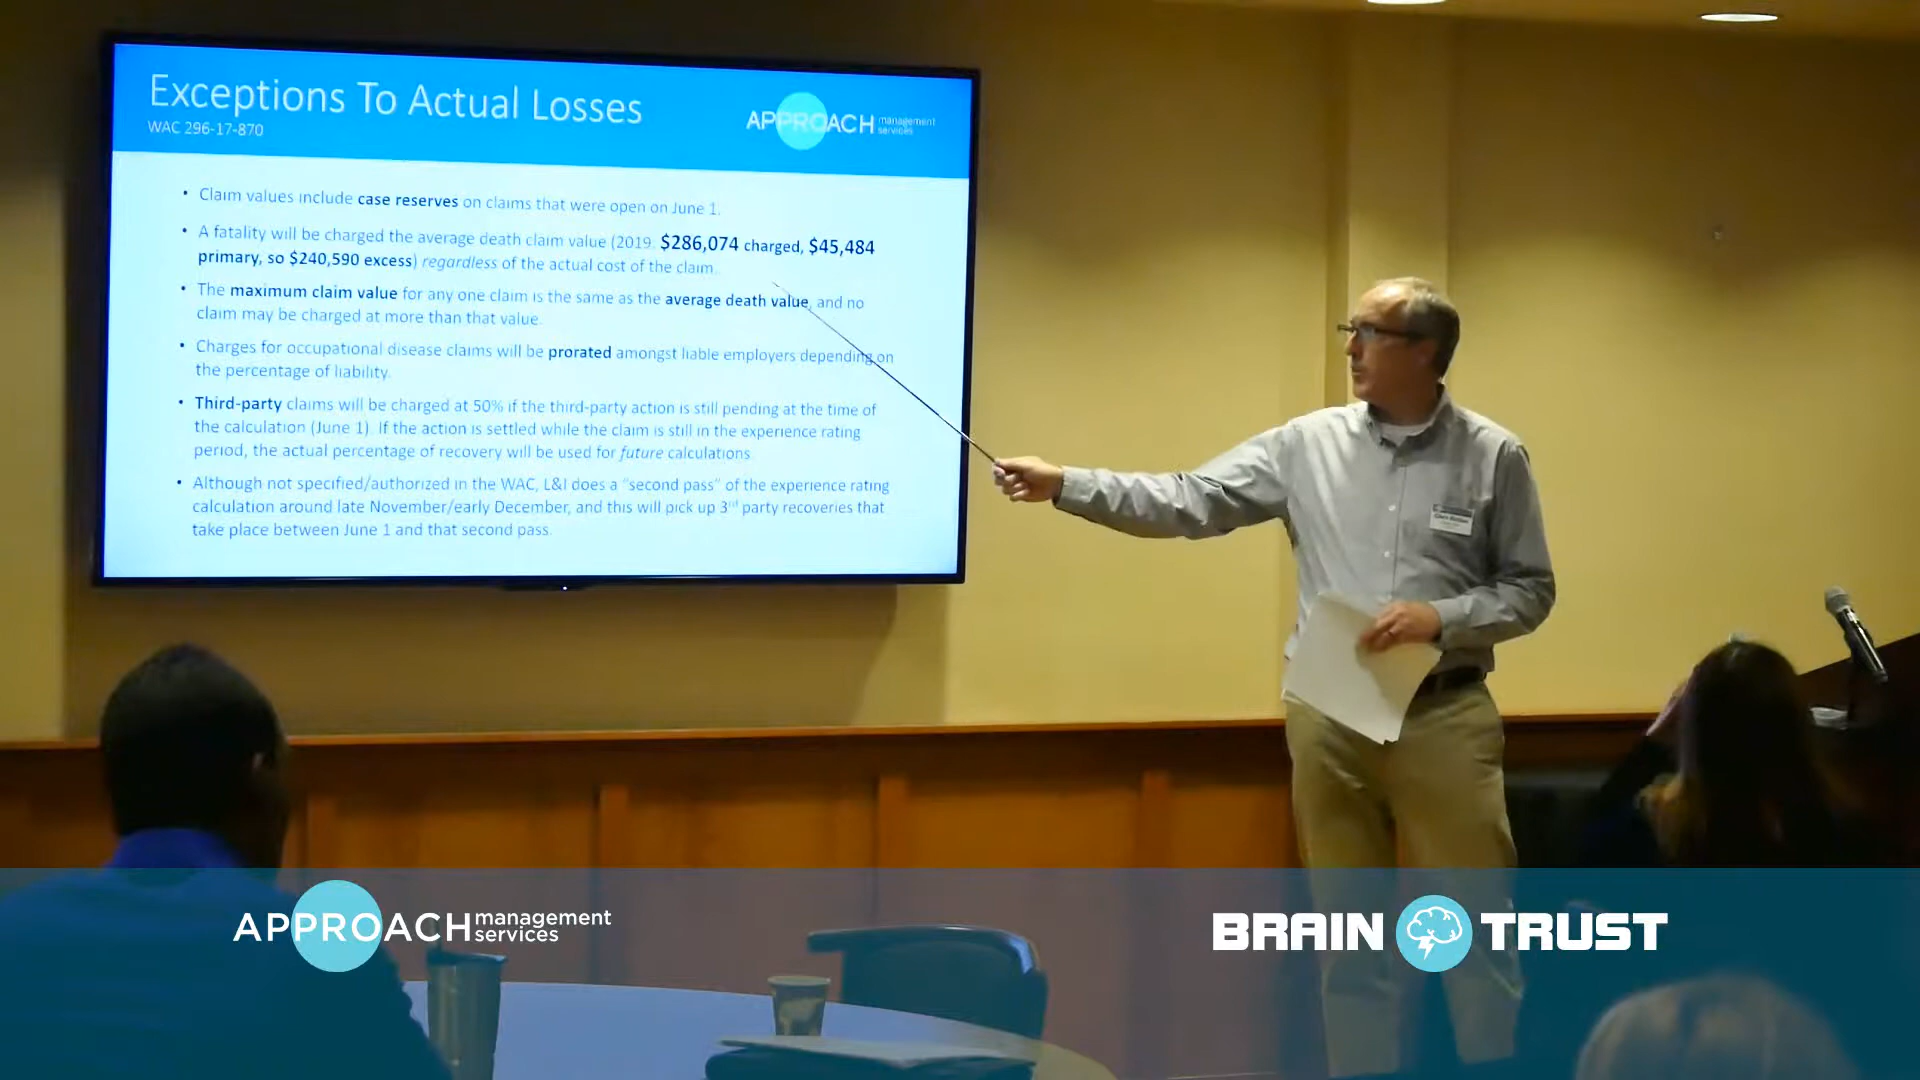 Exceptions To Actual Losses
WAC 296-17-870
APPROACH management services
• Claim values include case reserves on claims that were open on June 1.
• A fatality will be charged the average death claim value (2019: $286,074 charged, $45,484
primary, so $240,590 excess) regardless of the actual cost of the claim.
• The maximum claim value for any one claim is the same as the average death value, and no
claim may be charged at more than that value.
• Charges for occupational disease claims will be prorated amongst liable employers depending on
the percentage of liability.
• Third-party claims will be charged at 50% if the third-party action is still pending at the time of
the calculation (June 1). If the action is settled while the claim is still in the experience rating
period, the actual percentage of recovery will be used for future calculations.
• Although not specified/authorized in the WAC, L&I does a “second pass” of the experience rating
calculation around late November/early December, and this will pick up 3rd party recoveries that
take place between June 1 and that second pass.
APPROACH management services
BRAIN TRUST